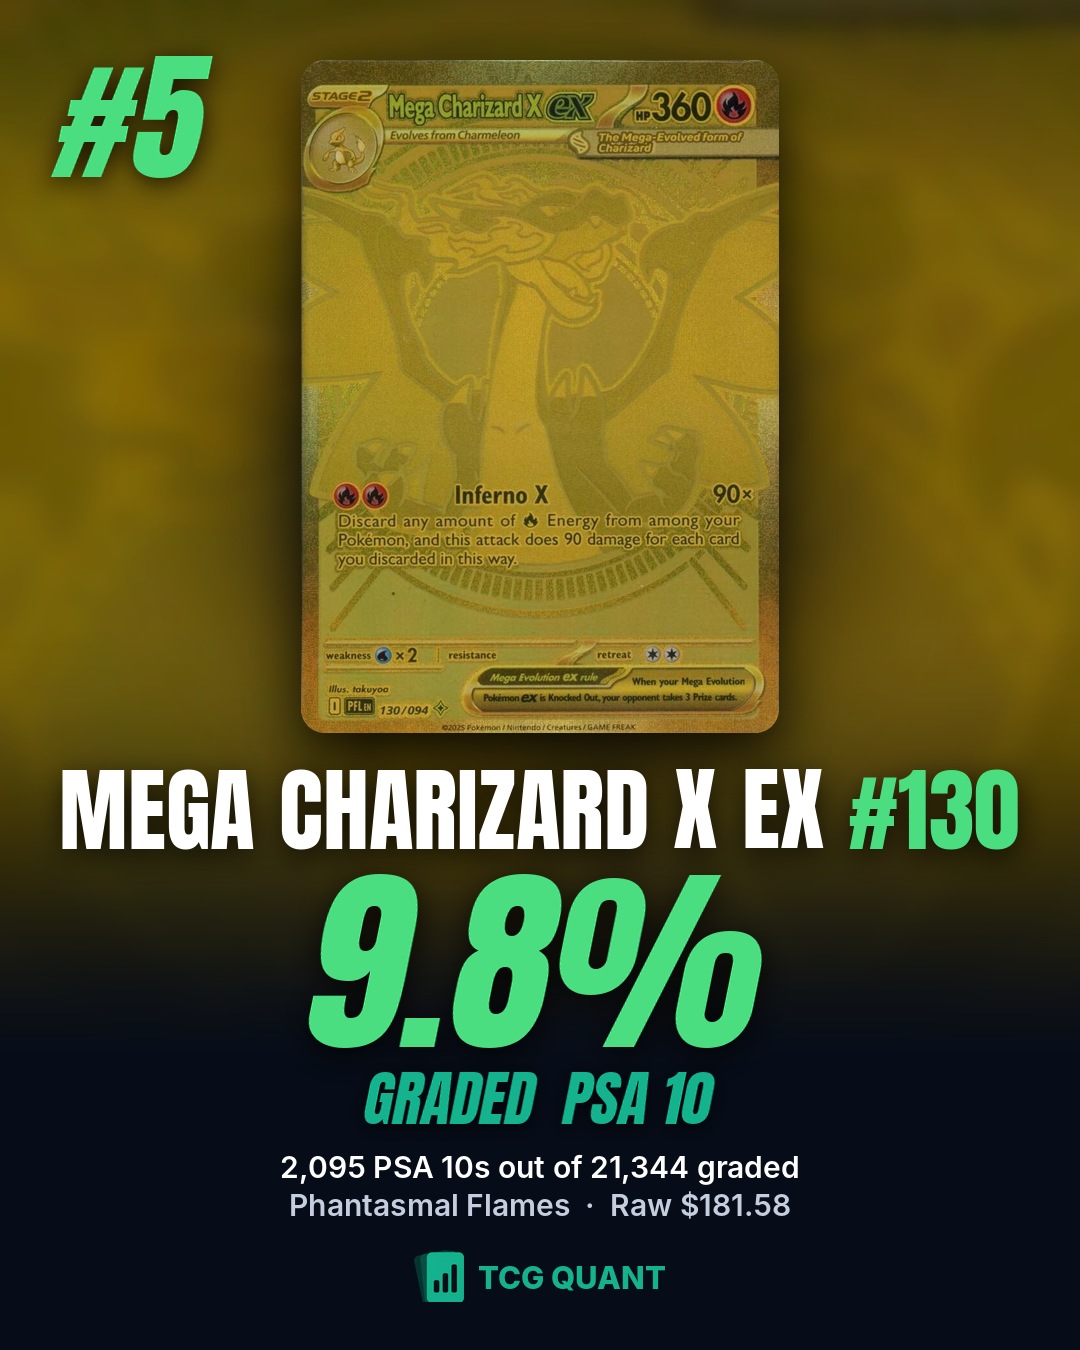 #5
STAGE2 Mega Charizard X ex HP360
Evolves from Charmeleon
The Mega-Evolved form of
Charizard
Inferno X 90×
Discard any amount of Energy from among your
Pokémon, and this attack does 90 damage for each card
you discarded in this way.
weakness ×2 resistance retreat
Mega Evolution ex rule When your Mega Evolution
Pokémon ex is Knocked Out, your opponent takes 3 Prize cards.
Illus. takuyoa
I PFL EN 130/094
©2025 Pokémon / Nintendo / Creatures / GAME FREAK
MEGA CHARIZARD X EX #130
9.8%
GRADED PSA 10
2,095 PSA 10s out of 21,344 graded
Phantasmal Flames · Raw $181.58
TCG QUANT